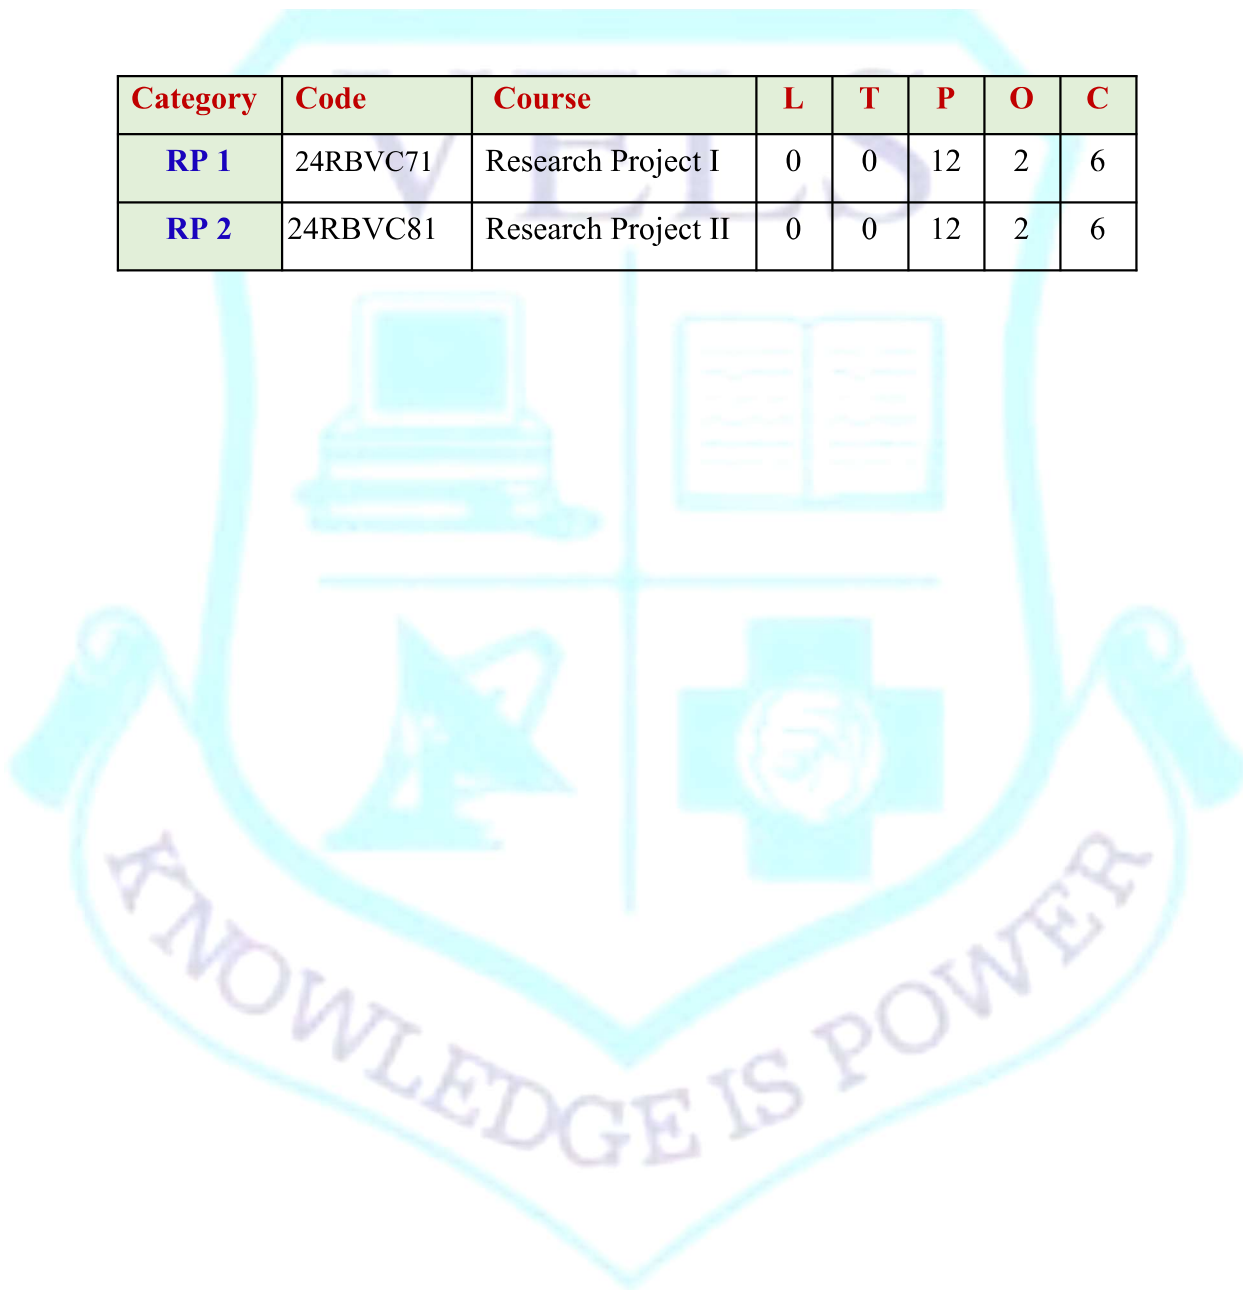 Category Code Course L T P O C
RP 1 24RBVC71 Research Project I 0 0 12 2 6
RP 2 24RBVC81 Research Project II 0 0 12 2 6
VELS
KNOWLEDGE IS POWER